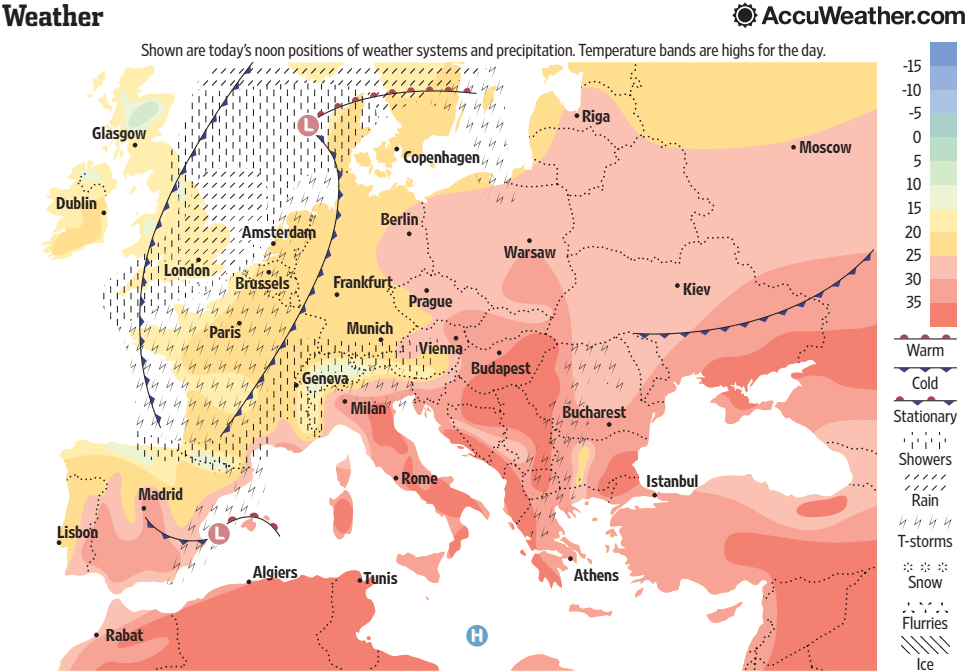 Weather
AccuWeather.com
Shown are today's noon positions of weather systems and precipitation. Temperature bands are highs for the day.
-15
-10
-5
0
5
10
15
20
25
30
35
Warm
Cold
Stationary
Showers
Rain
T-storms
Snow
Flurries
Ice
L
Riga
Glasgow
Moscow
Copenhagen
Dublin
Berlin
Amsterdam
Warsaw
London
Brussels
Frankfurt
Kiev
Prague
Paris
Munich
Vienna
Budapest
Geneva
Milan
Bucharest
Rome
Istanbul
Madrid
Lisbon
L
Algiers
Tunis
Athens
Rabat
H